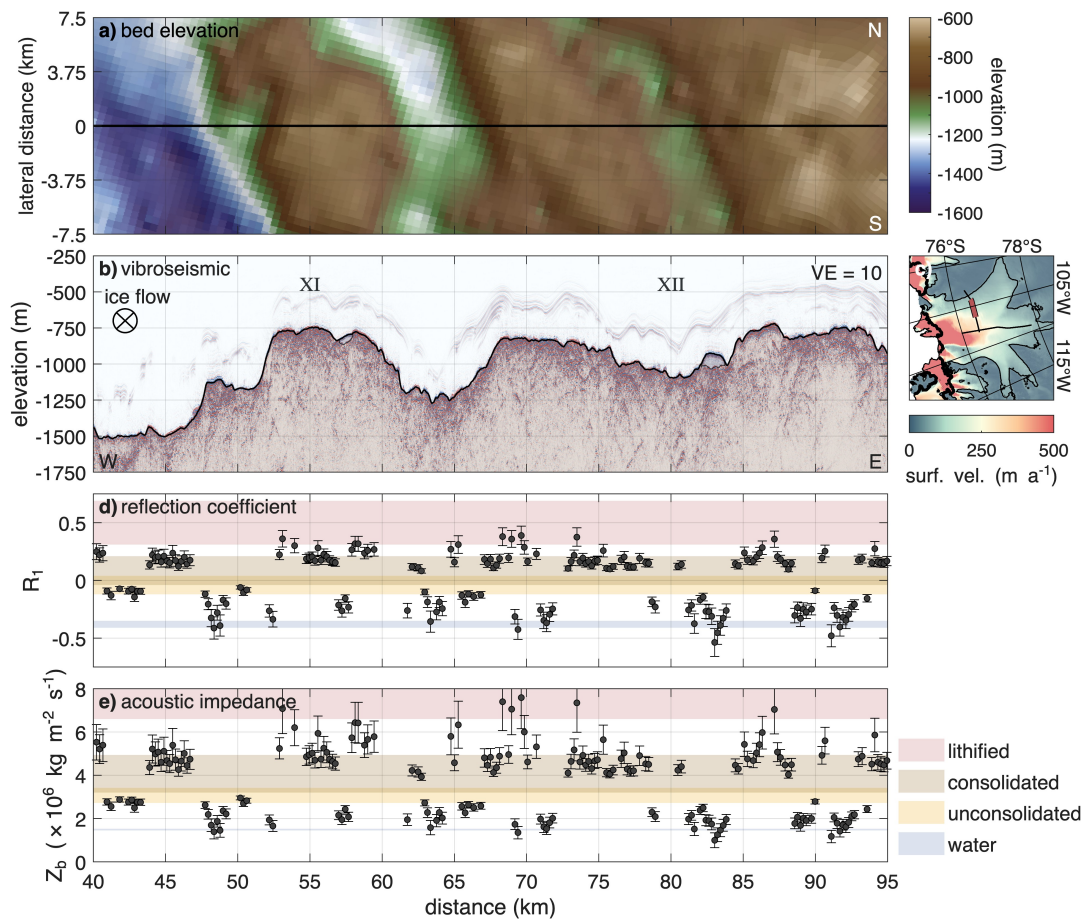 a) bed elevation
N
S
7.5
3.75
0
-3.75
-7.5
lateral distance (km)
-600
-800
-1000
-1200
-1400
-1600
elevation (m)
b) vibroseismic
VE = 10
ice flow
XI
XII
W
E
-250
-500
-750
-1000
-1250
-1500
-1750
elevation (m)
76°S
78°S
c)
105°W
115°W
0
250
500
surf. vel. (m a⁻¹)
d) reflection coefficient
0.5
0
-0.5
R₁
e) acoustic impedance
8
6
4
2
0
Z_b (×10⁶ kg m⁻² s⁻¹)
lithified
consolidated
unconsolidated
water
40
45
50
55
60
65
70
75
80
85
90
95
distance (km)